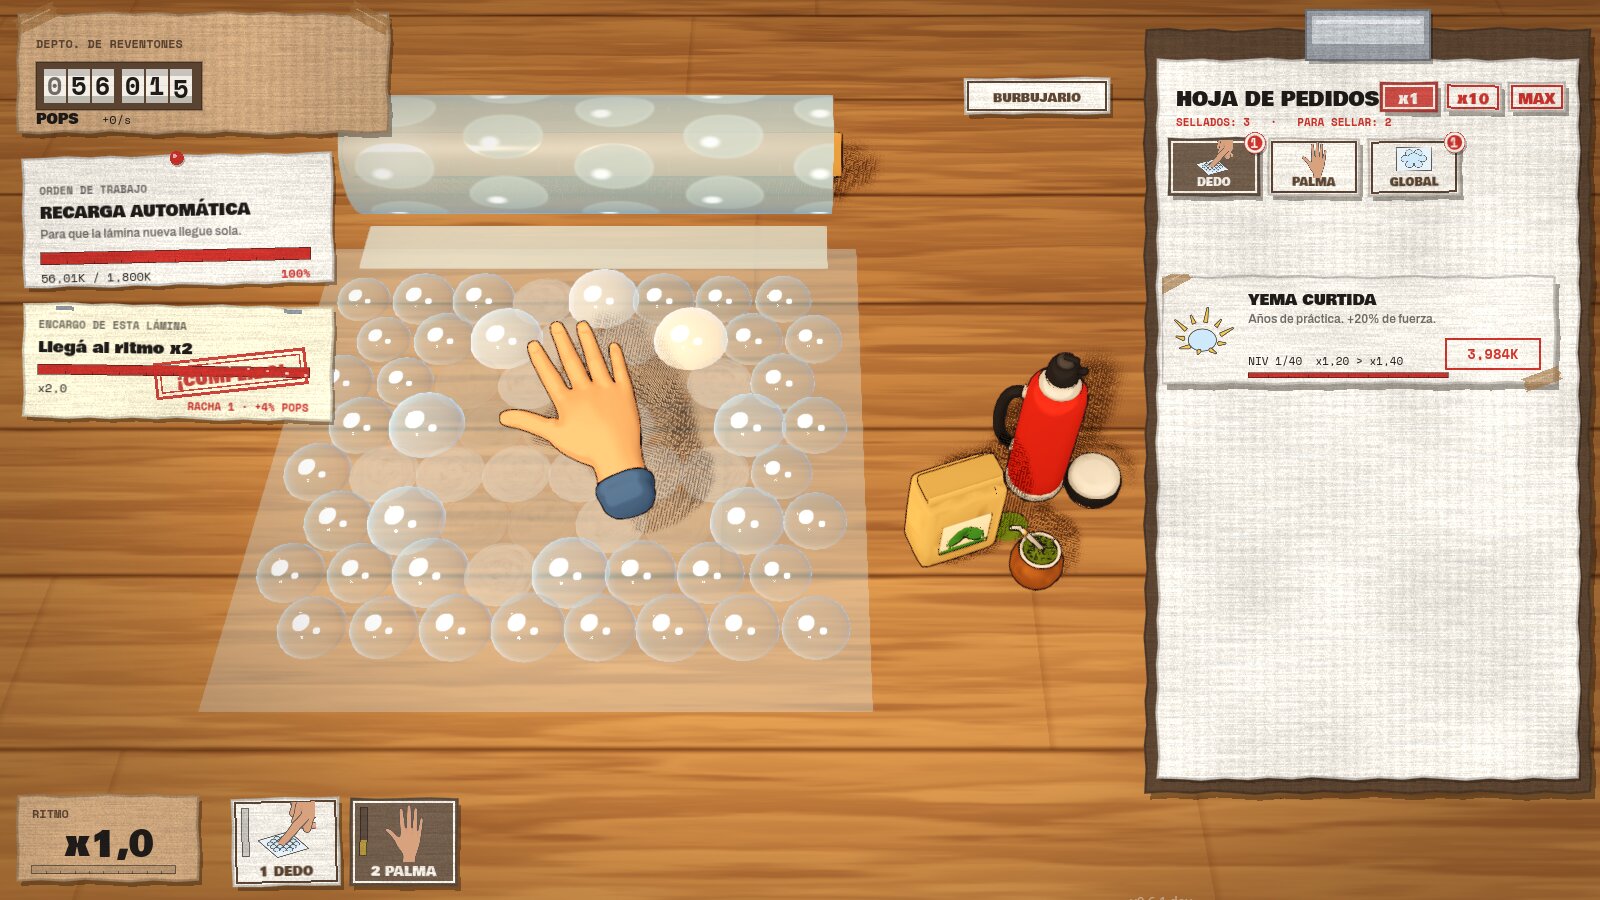 DEPTO. DE REVENTONES
056 015
POPS +0/s
ORDEN DE TRABAJO
RECARGA AUTOMÁTICA
Para que la lámina nueva llegue sola.
56,01K / 1,800K 100%
ENCARGO DE ESTA LÁMINA
Llegá al ritmo x2
x2,0
RACHA 1 · +4% POPS
BURBUJARIO
HOJA DE PEDIDOS x1 x10 MAX
SELLADOS: 3 · PARA SELLAR: 2
DEDO 1
PALMA
GLOBAL 1
YEMA CURTIDA
Años de práctica. +20% de fuerza.
NIV 1/40 x1,20 > x1,40
3,984K
RITMO
x1,0
1 DEDO
2 PALMA